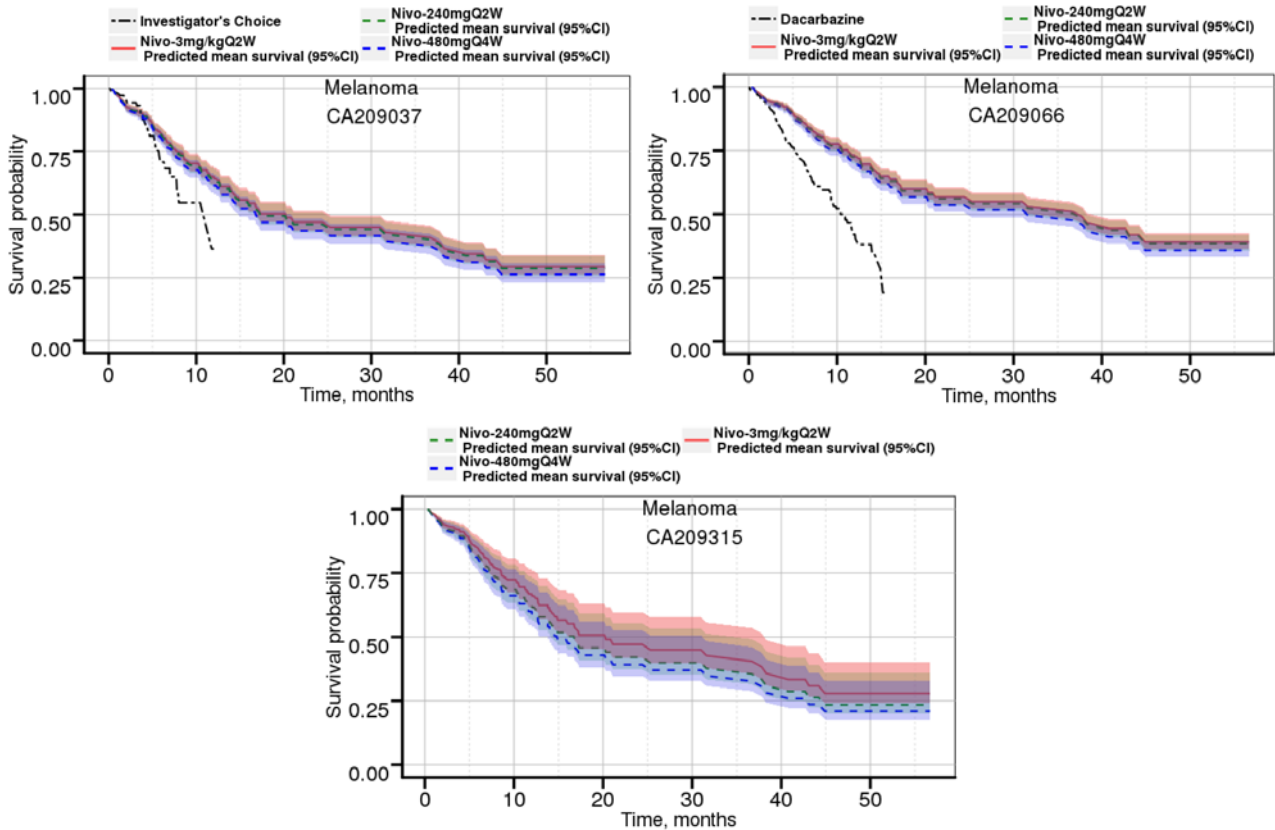 Investigator's Choice
Nivo-3mg/kgQ2W
Predicted mean survival (95%CI)
Nivo-240mgQ2W
Predicted mean survival (95%CI)
Nivo-480mgQ4W
Predicted mean survival (95%CI)
Melanoma
CA209037
Survival probability
1.00
0.75
0.50
0.25
0.00
0 10 20 30 40 50
Time, months
Dacarbazine
Nivo-3mg/kgQ2W
Predicted mean survival (95%CI)
Nivo-240mgQ2W
Predicted mean survival (95%CI)
Nivo-480mgQ4W
Predicted mean survival (95%CI)
Melanoma
CA209066
Survival probability
1.00
0.75
0.50
0.25
0.00
0 10 20 30 40 50
Time, months
Nivo-240mgQ2W
Predicted mean survival (95%CI)
Nivo-480mgQ4W
Predicted mean survival (95%CI)
Nivo-3mg/kgQ2W
Predicted mean survival (95%CI)
Melanoma
CA209315
Survival probability
1.00
0.75
0.50
0.25
0.00
0 10 20 30 40 50
Time, months